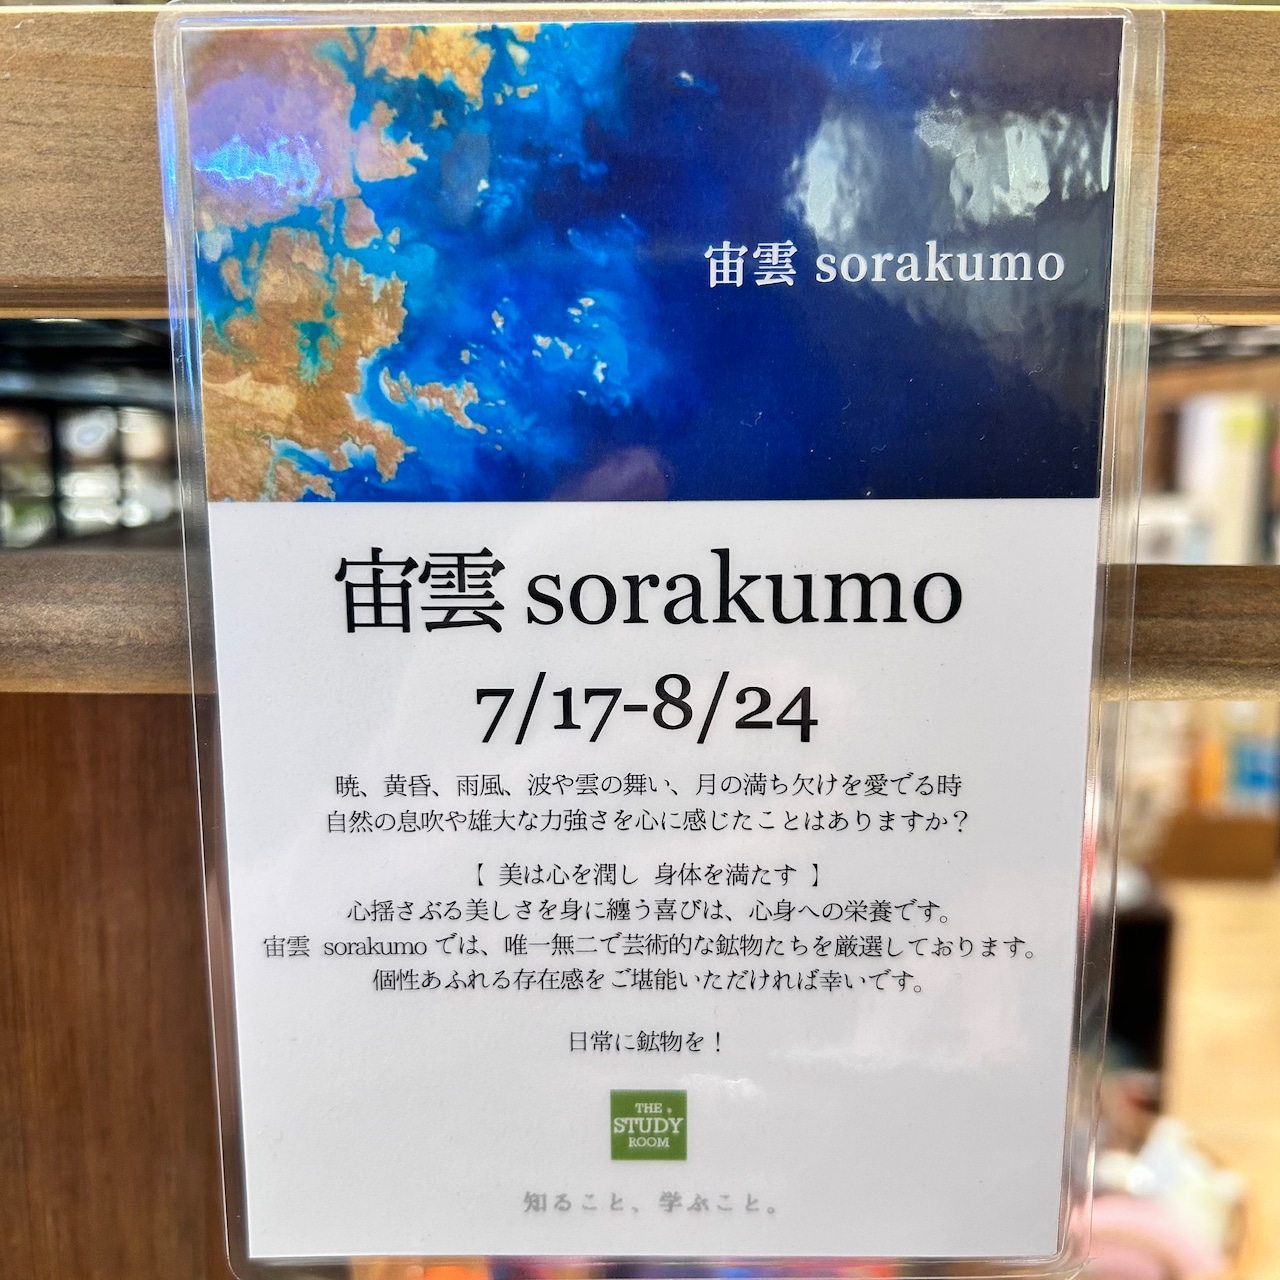 宙雲 sorakumo
宙雲 sorakumo
7/17-8/24
暁、黄昏、雨風、波や雲の舞い、月の満ち欠けを愛でる時
自然の息吹や雄大な力強さを心に感じたことはありますか？
【 美は心を潤し 身体を満たす 】
心揺さぶる美しさを身に纏う喜びは、心身への栄養です。
宙雲 sorakumo では、唯一無二で芸術的な鉱物たちを厳選しております。
個性あふれる存在感をご堪能いただければ幸いです。
日常に鉱物を！
THE
STUDY
ROOM
知ること、学ぶこと。